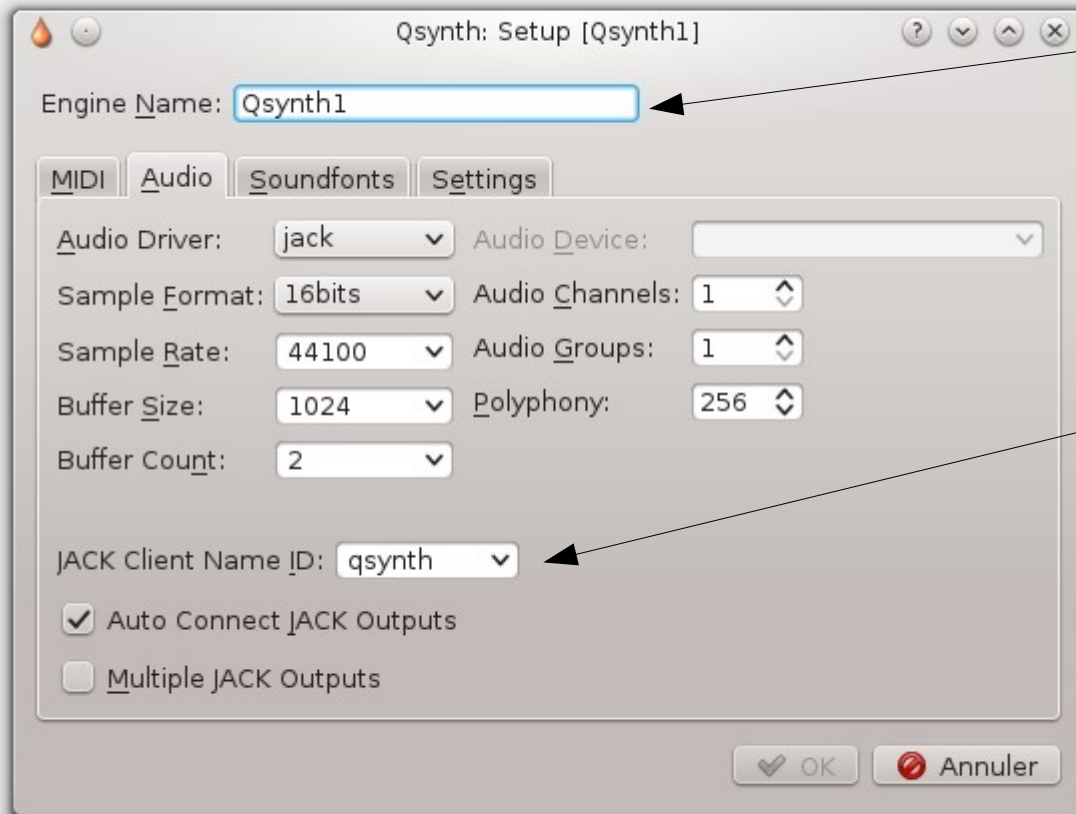 Qsynth: Setup [Qsynth1]
Engine Name: Qsynth1
MIDI Audio Soundfonts Settings
Audio Driver: jack Audio Device:
Sample Format: 16bits Audio Channels: 1
Sample Rate: 44100 Audio Groups: 1
Buffer Size: 1024 Polyphony: 256
Buffer Count: 2
JACK Client Name ID: qsynth
Auto Connect JACK Outputs
Multiple JACK Outputs
OK Annuler